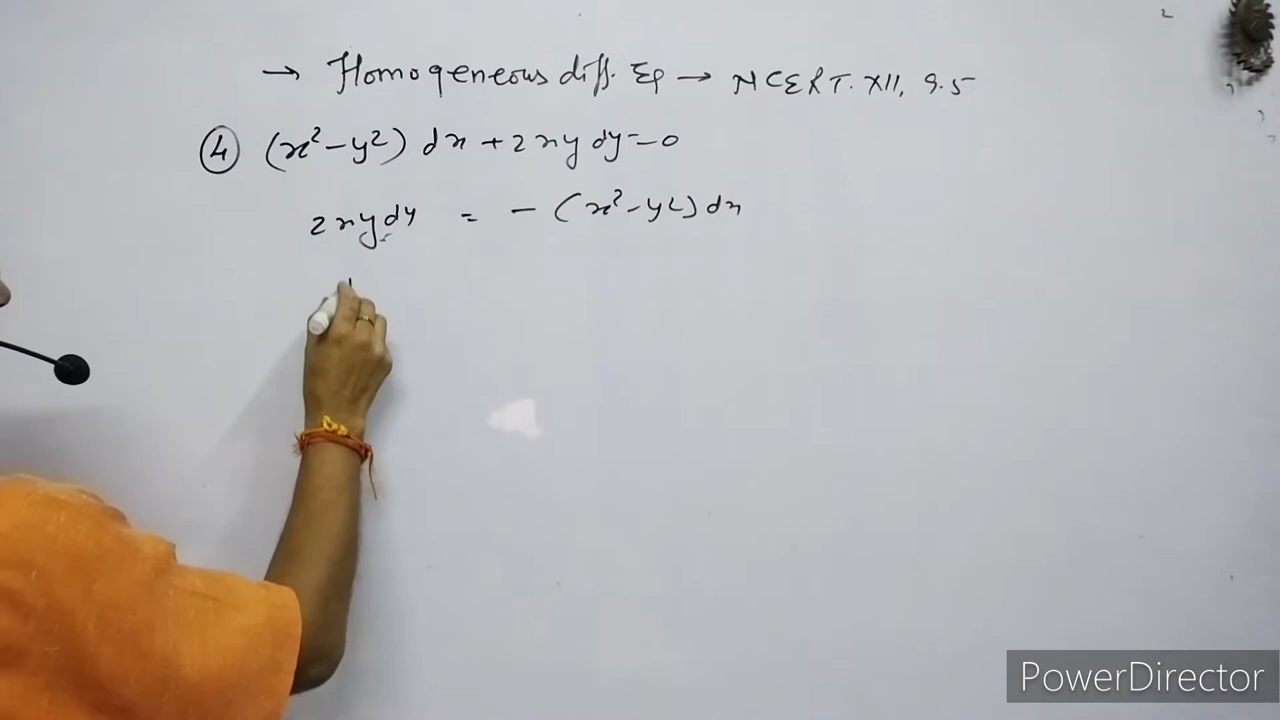 → Homogeneous diff. Eq → NCERT. XII, 9.5
④ (x² - y²) dx + 2xy dy = 0
2xy dy = - (x² - y²) dx
PowerDirector